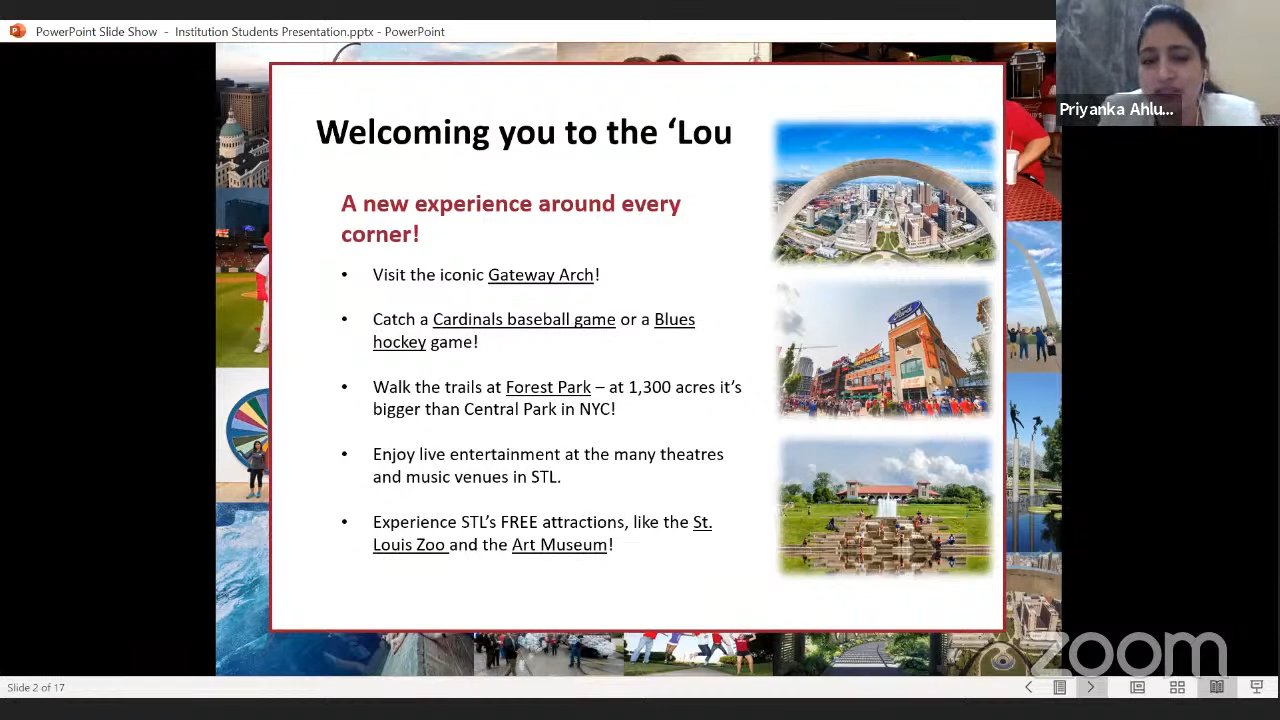 PowerPoint Slide Show - Institution Students Presentation.pptx - PowerPoint
Priyanka Ahlu...
Welcoming you to the ‘Lou
A new experience around every
corner!
• Visit the iconic Gateway Arch!
• Catch a Cardinals baseball game or a Blues
hockey game!
• Walk the trails at Forest Park – at 1,300 acres it’s
bigger than Central Park in NYC!
• Enjoy live entertainment at the many theatres
and music venues in STL.
• Experience STL’s FREE attractions, like the St.
Louis Zoo and the Art Museum!
Ford
zoom
Slide 2 of 17